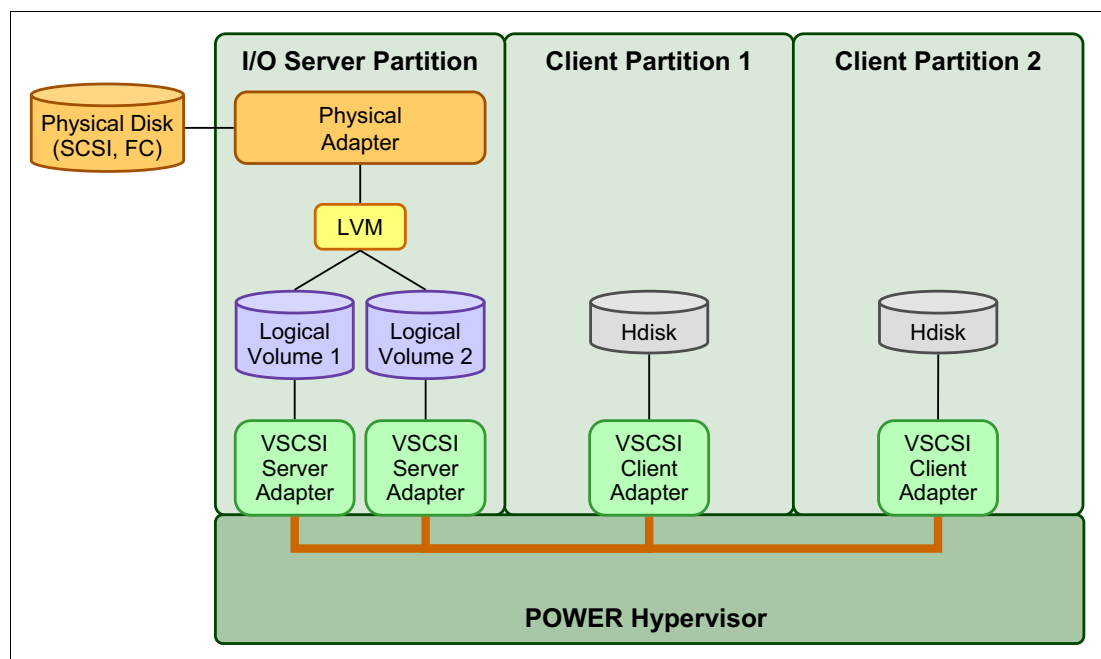 I/O Server Partition
Client Partition 1
Client Partition 2
Physical Disk
(SCSI, FC)
Physical
Adapter
LVM
Logical
Volume 1
Logical
Volume 2
Hdisk
Hdisk
VSCSI
Server
Adapter
VSCSI
Server
Adapter
VSCSI
Client
Adapter
VSCSI
Client
Adapter
POWER Hypervisor